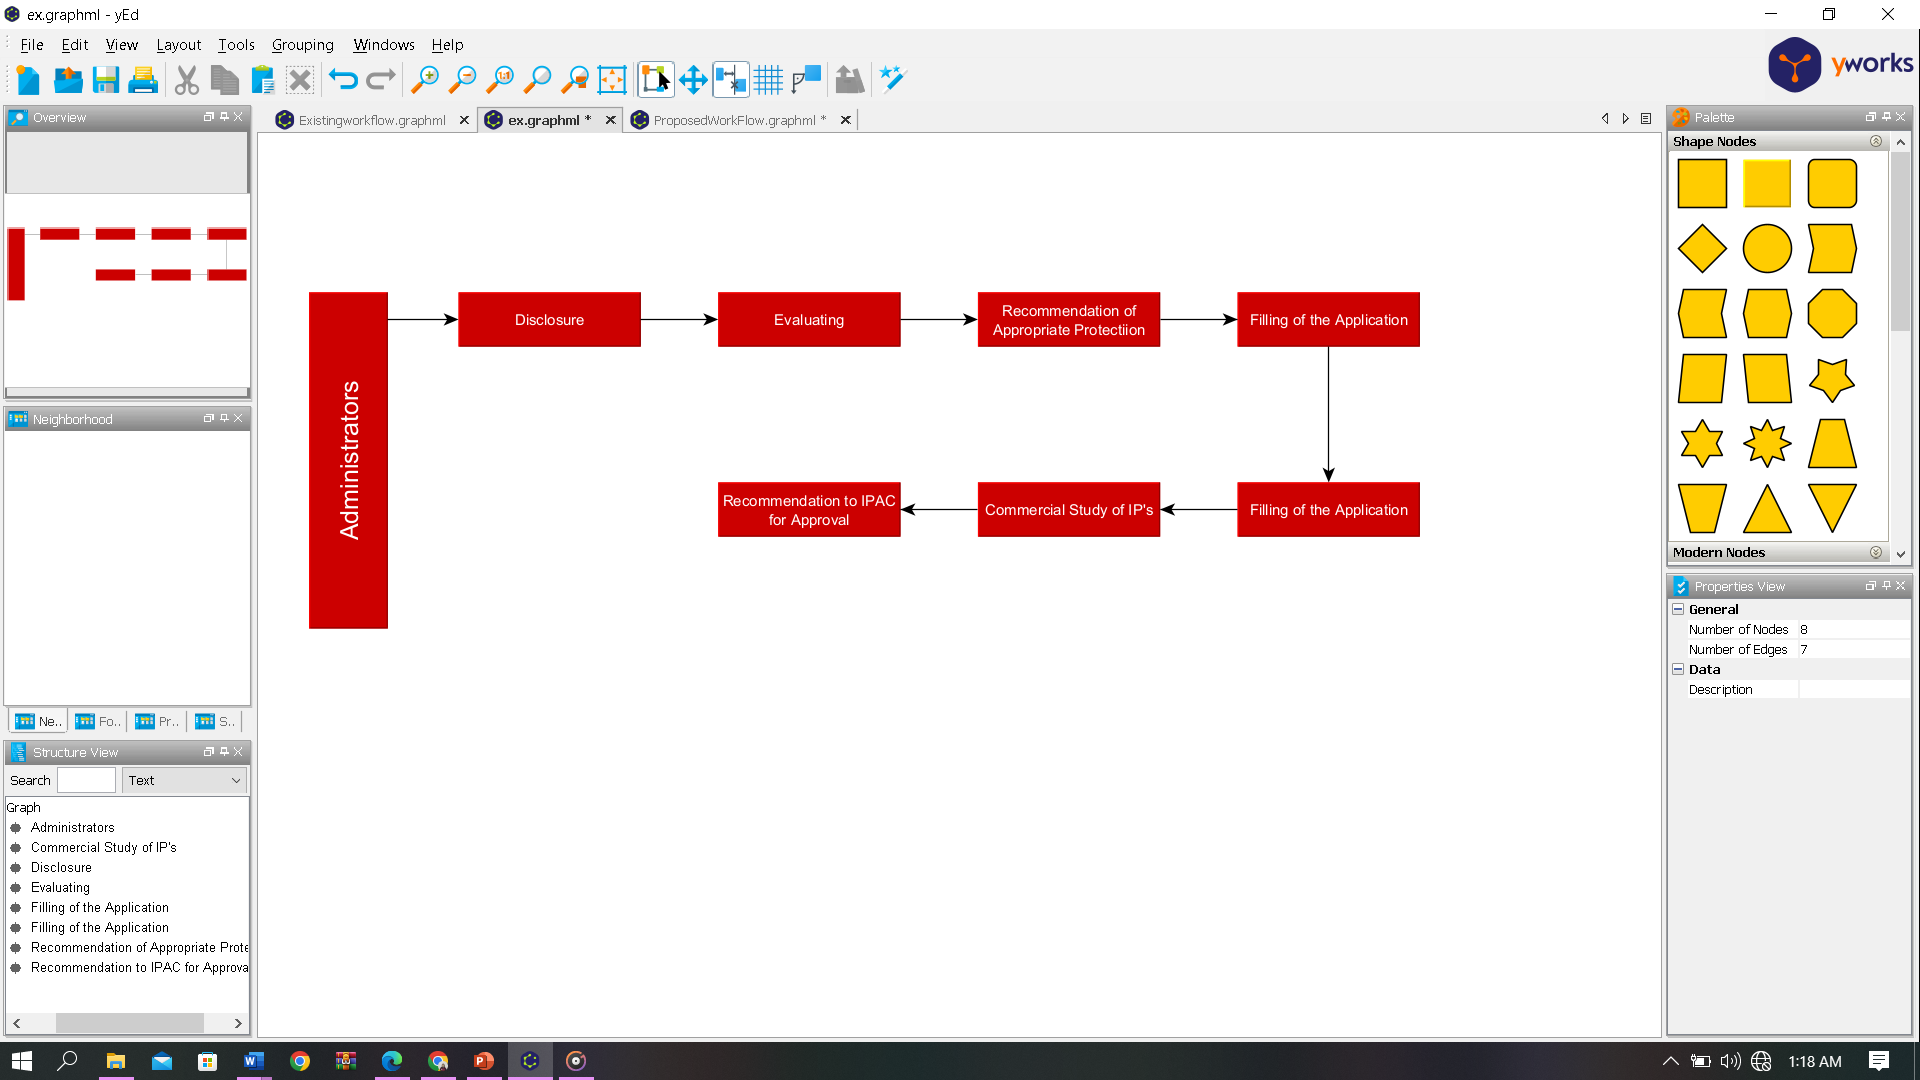 ex.graphml - yEd
File Edit View Layout Tools Grouping Windows Help
yworks
Overview
Existingworkflow.graphml
ex.graphml *
ProposedWorkFlow.graphml *
Palette
Shape Nodes
Disclosure
Evaluating
Recommendation of
Appropriate Protectiion
Filling of the Application
Administrators
Recommendation to IPAC
for Approval
Commercial Study of IP's
Filling of the Application
Neighborhood
Ne..
Fo..
Pr..
S..
Structure View
Search
Text
Graph
Administrators
Commercial Study of IP's
Disclosure
Evaluating
Filling of the Application
Filling of the Application
Recommendation of Appropriate Prote
Recommendation to IPAC for Approva
Modern Nodes
Properties View
General
Number of Nodes 8
Number of Edges 7
Data
Description
1:18 AM